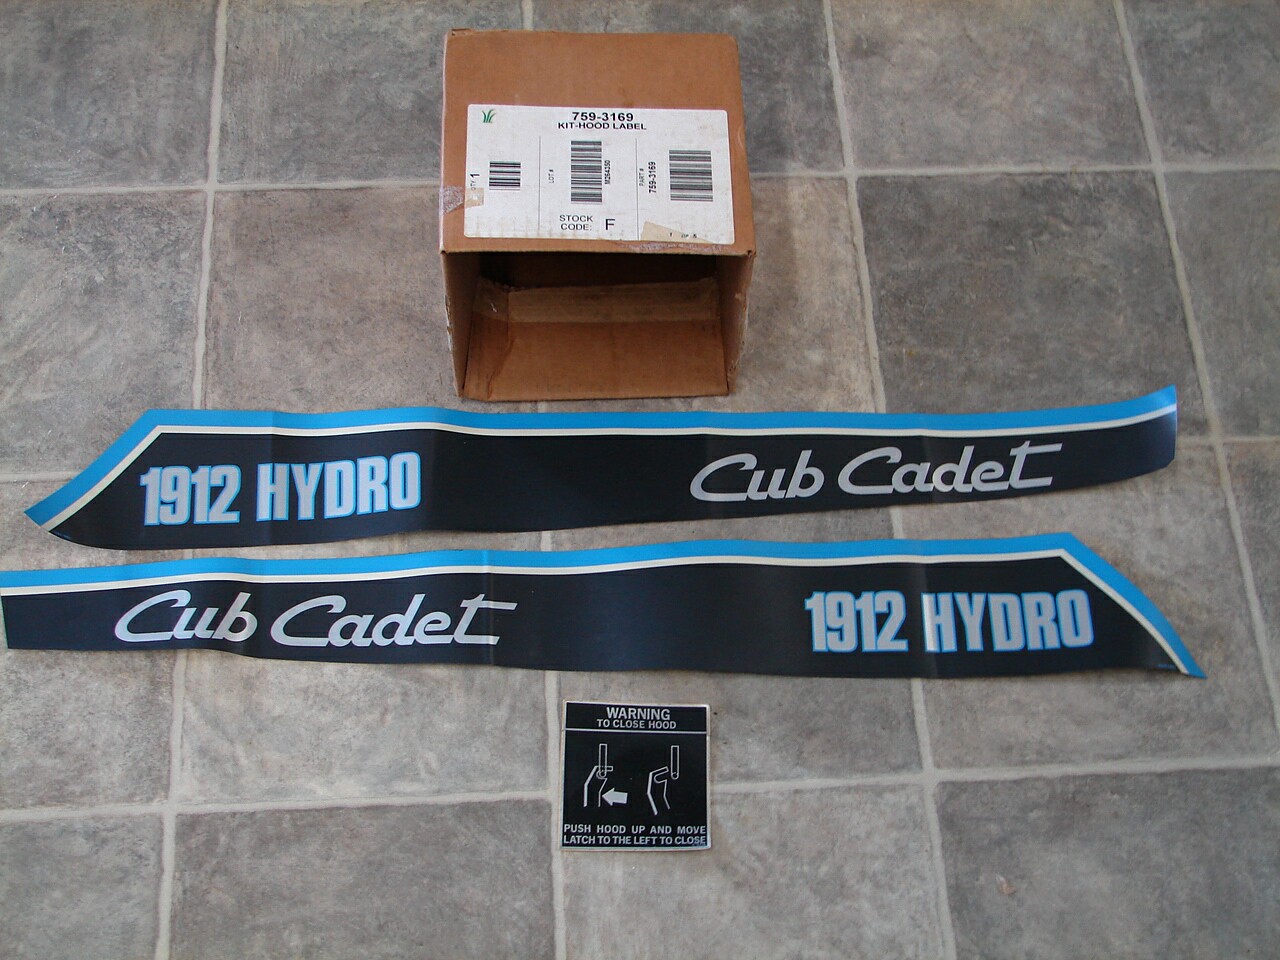 759-3169
KIT-HOOD LABEL
QTY 1
LOT #
M264350
PART #
759-3169
STOCK
CODE: F
1912 HYDRO Cub Cadet
Cub Cadet 1912 HYDRO
WARNING
TO CLOSE HOOD
PUSH HOOD UP AND MOVE
LATCH TO THE LEFT TO CLOSE